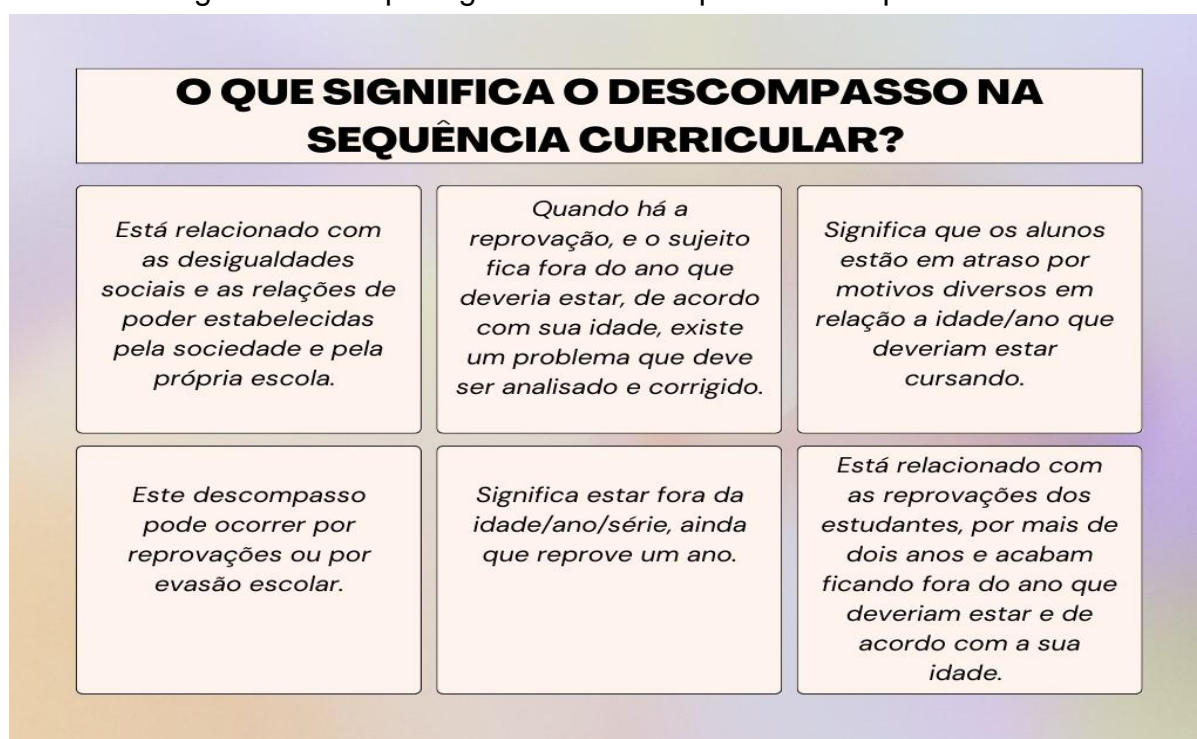 O QUE SIGNIFICA O DESCOMPASSO NA
SEQUÊNCIA CURRICULAR?
Está relacionado com
as desigualdades
sociais e as relações de
poder estabelecidas
pela sociedade e pela
própria escola.
Quando há a
reprovação, e o sujeito
fica fora do ano que
deveria estar, de acordo
com sua idade, existe
um problema que deve
ser analisado e corrigido.
Significa que os alunos
estão em atraso por
motivos diversos em
relação a idade/ano que
deveriam estar
cursando.
Este descompasso
pode ocorrer por
reprovações ou por
evasão escolar.
Significa estar fora da
idade/ano/série, ainda
que reprove um ano.
Está relacionado com
as reprovações dos
estudantes, por mais de
dois anos e acabam
ficando fora do ano que
deveriam estar e de
acordo com a sua
idade.